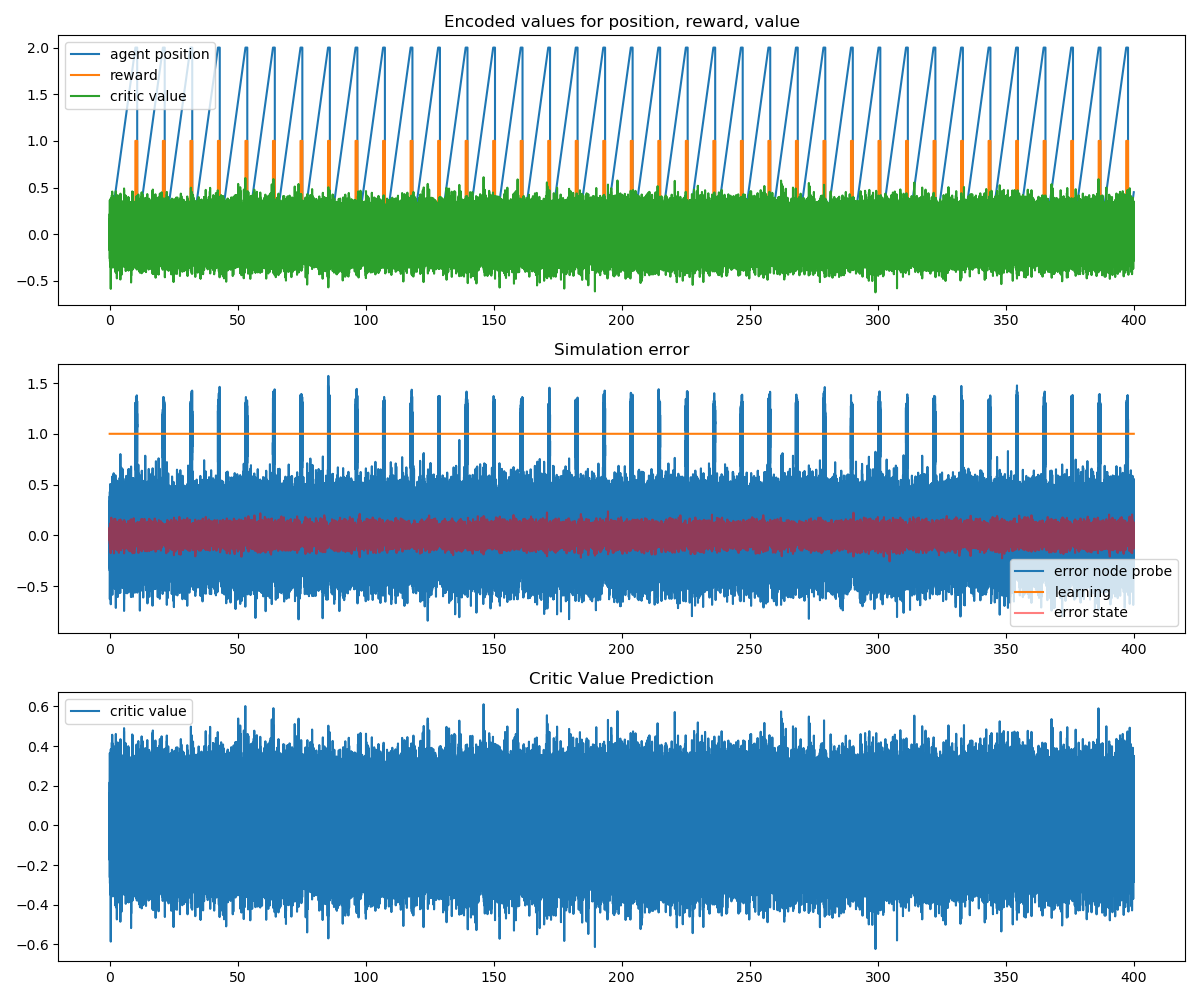 Encoded values for position, reward, value
2.0
1.5
1.0
0.5
0.0
−0.5
agent position
reward
critic value
0 50 100 150 200 250 300 350 400
Simulation error
1.5
1.0
0.5
0.0
−0.5
error node probe
learning
error state
0 50 100 150 200 250 300 350 400
Critic Value Prediction
0.6
0.4
0.2
0.0
−0.2
−0.4
−0.6
critic value
0 50 100 150 200 250 300 350 400